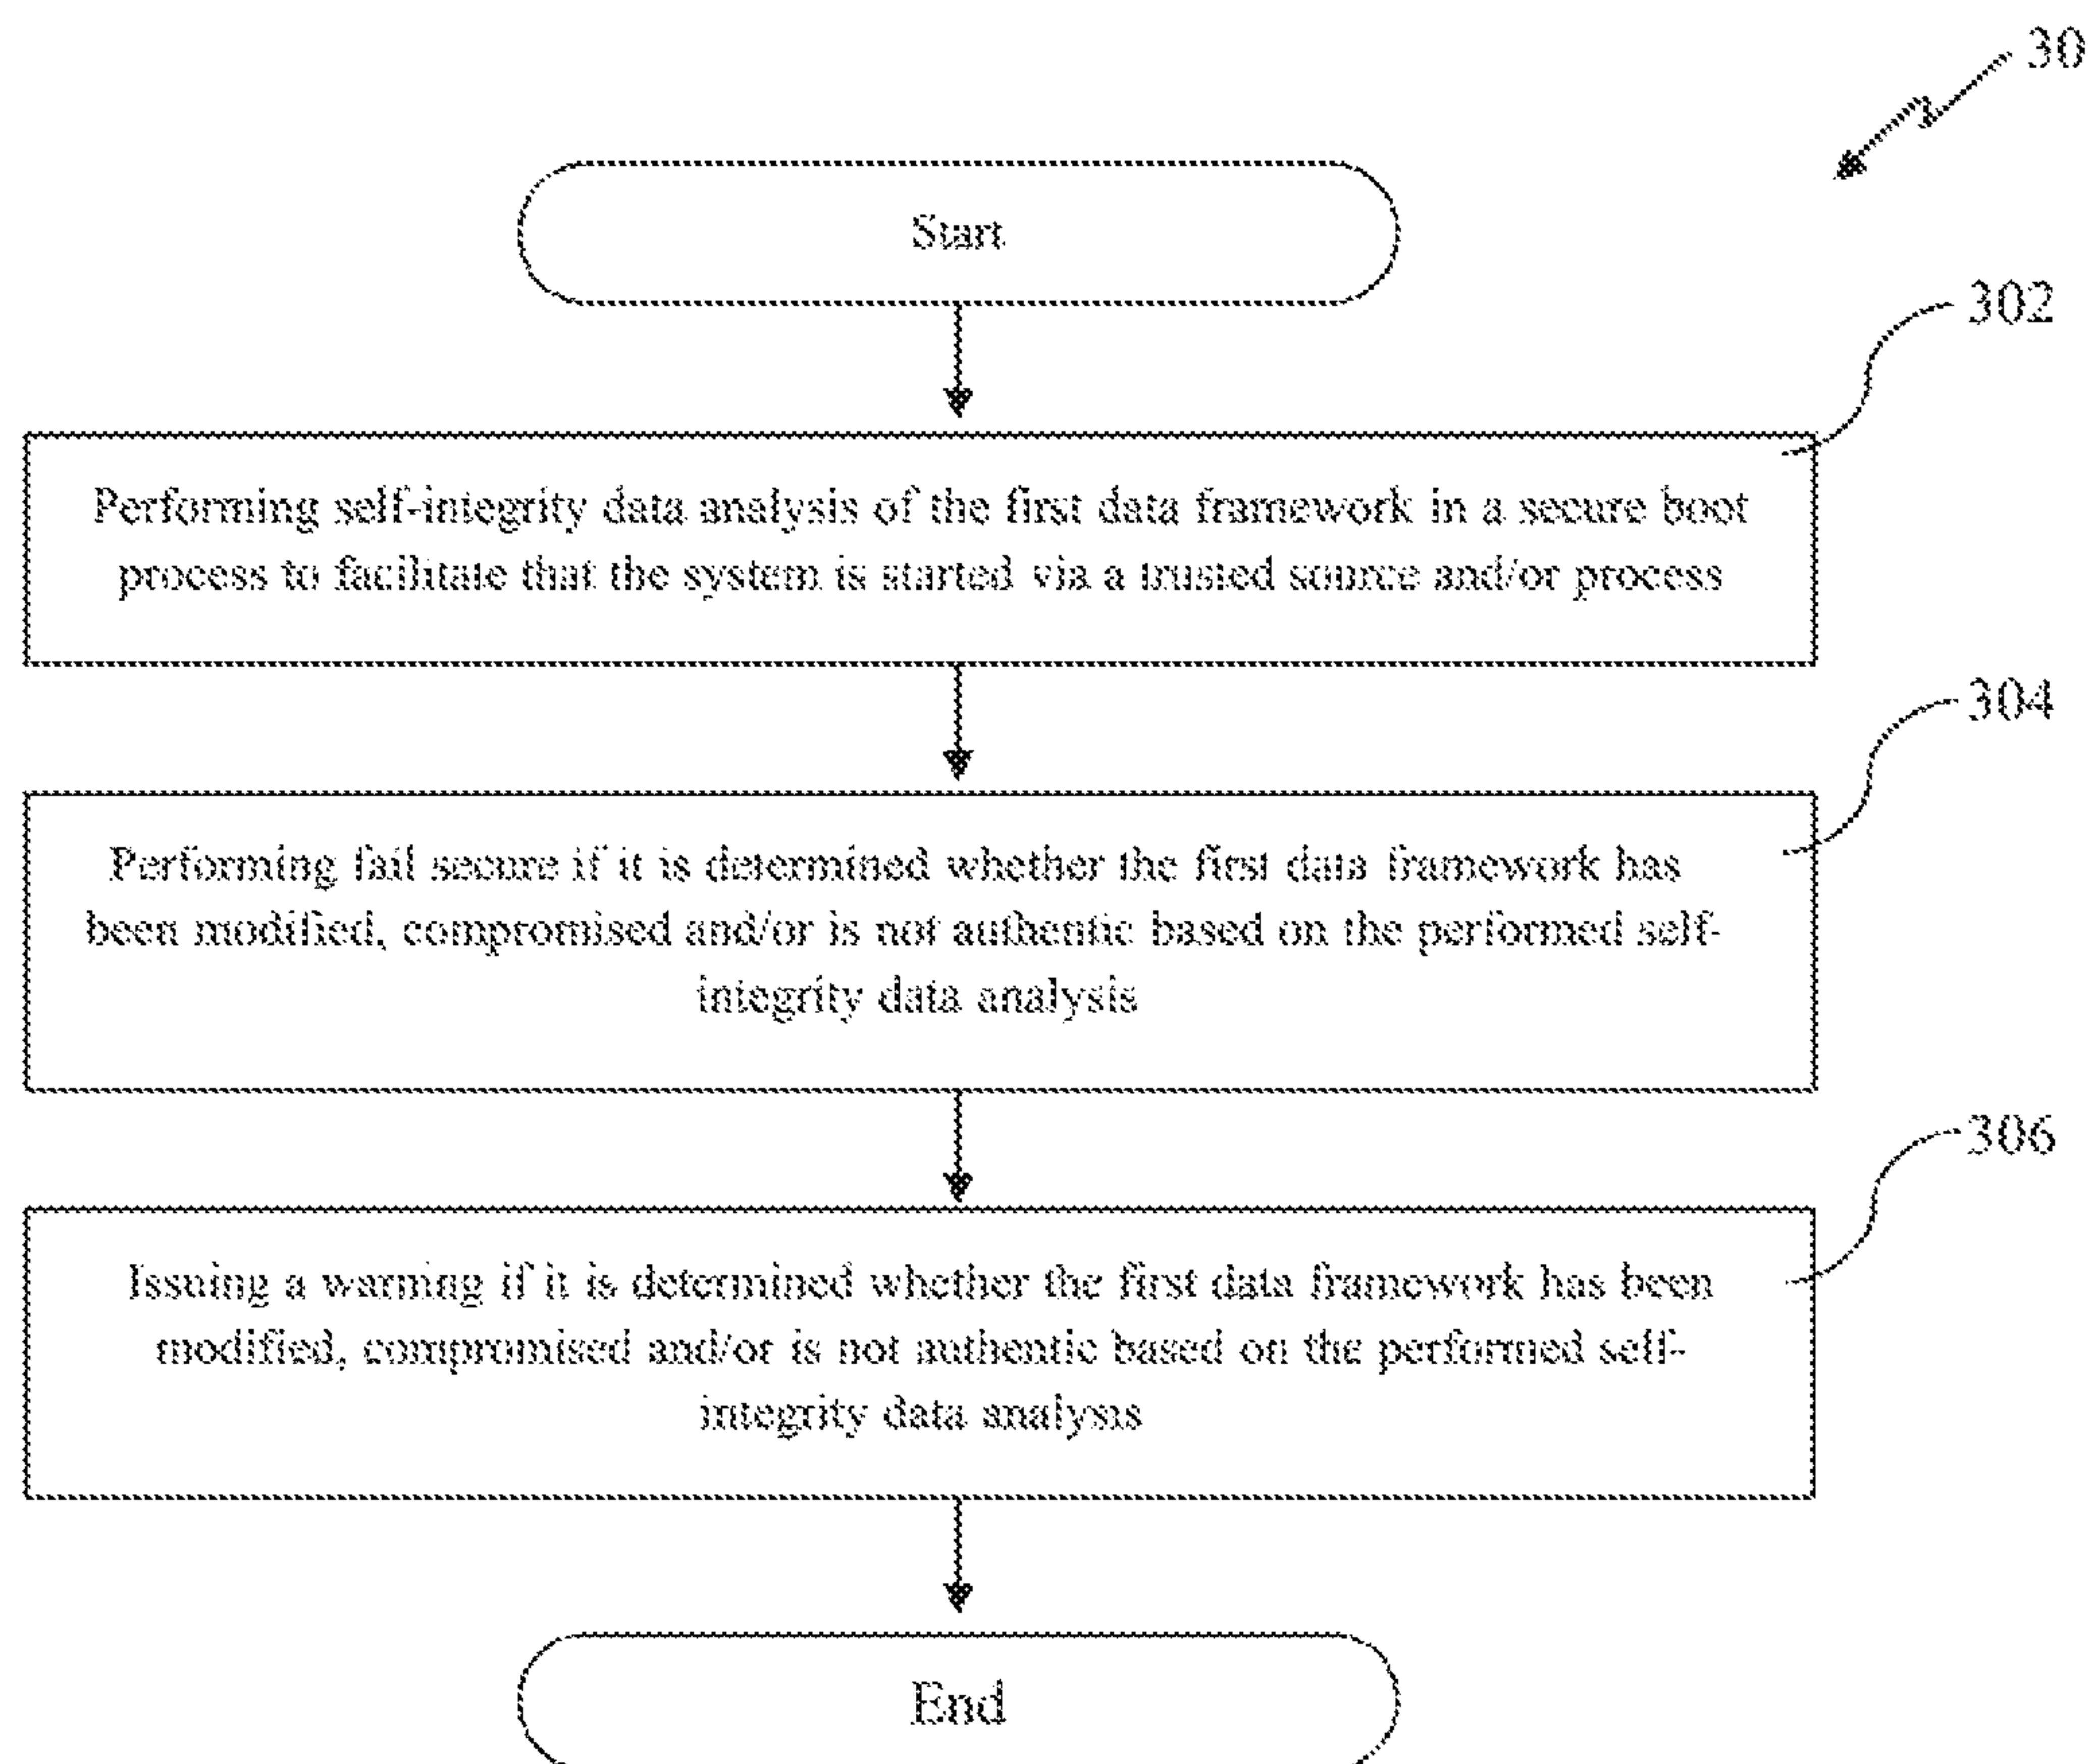 30
Start
302
Performing self-integrity data analysis of the first data framework in a secure boot
process to facilitate that the system is started via a trusted source and/or process
304
Performing fail secure if it is determined whether the first data framework has
been modified, compromised and/or is not authentic based on the performed self-
integrity data analysis
306
Issuing a warning if it is determined whether the first data framework has been
modified, compromised and/or is not authentic based on the performed self-
integrity data analysis
End